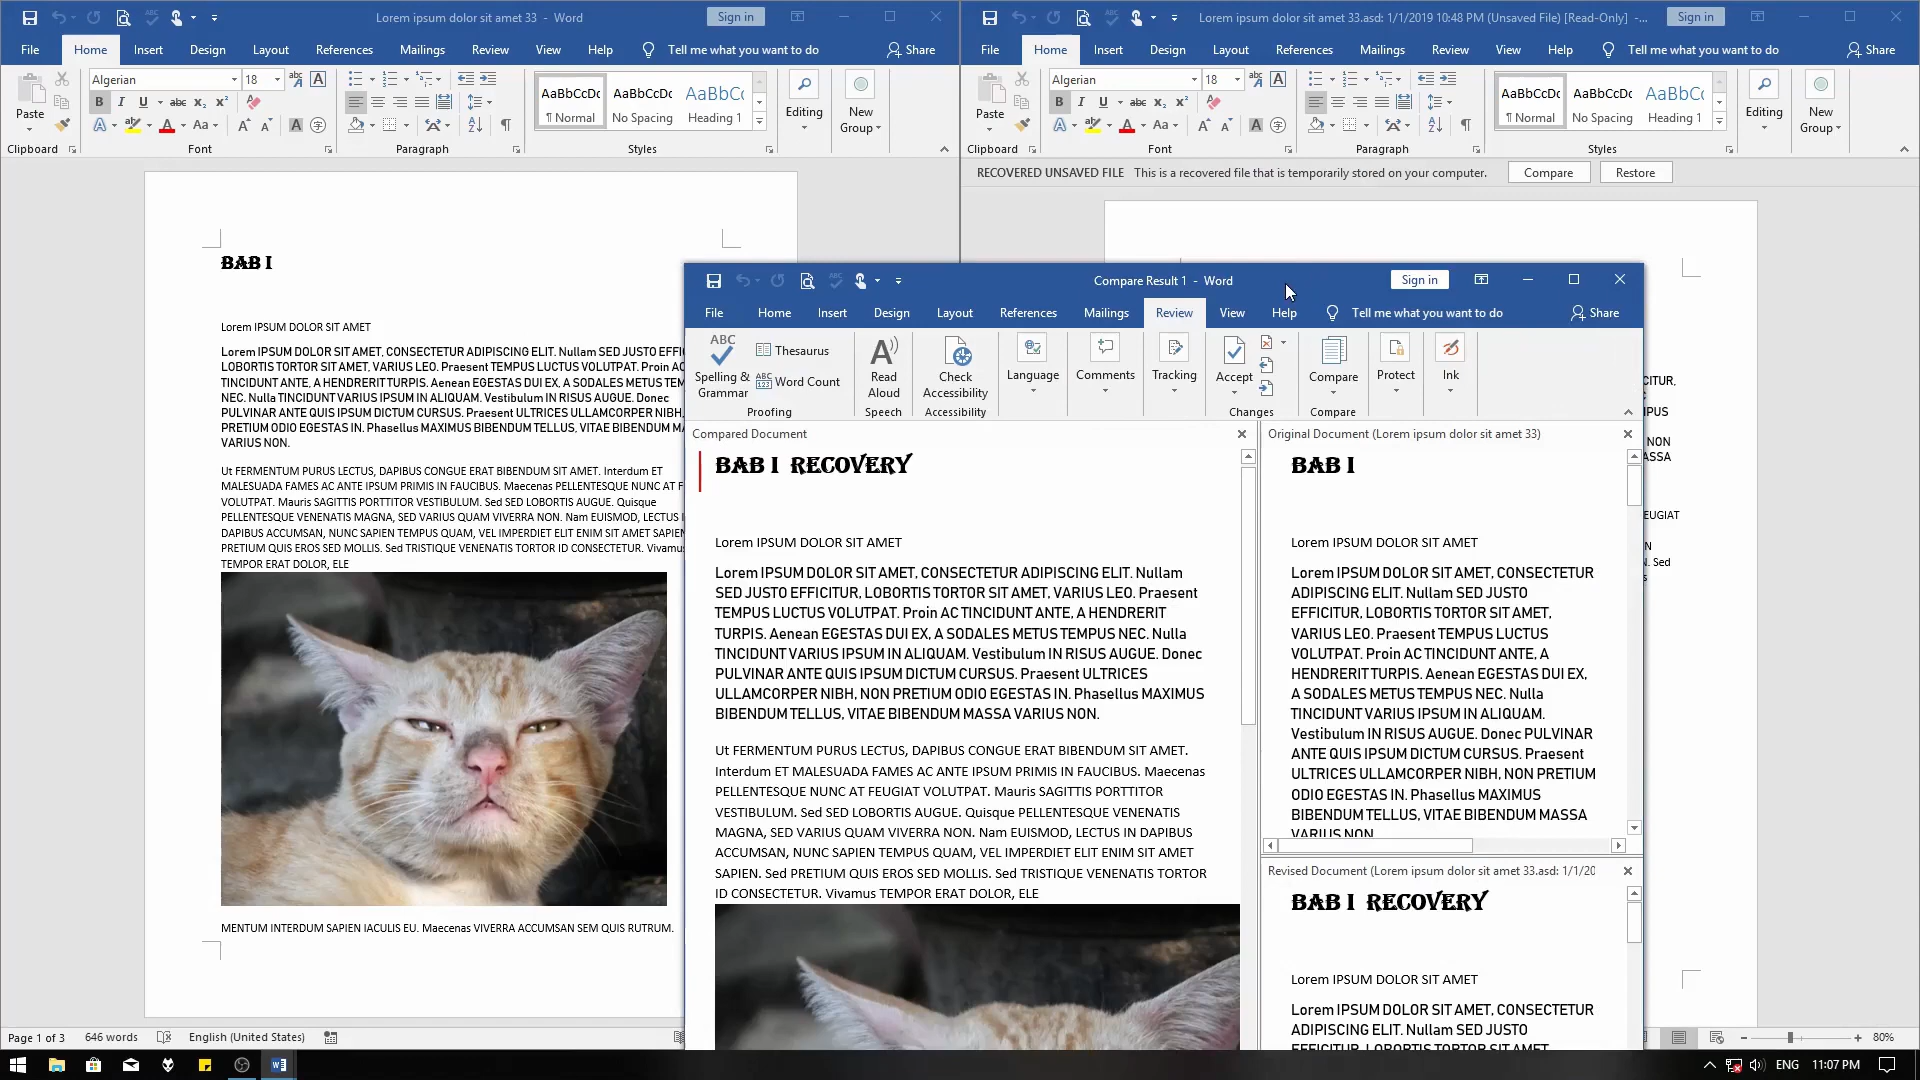 Lorem ipsum dolor sit amet 33 - Word
Sign in
File Home Insert Design Layout References Mailings Review View Help Tell me what you want to do Share
Algerian 18
Paste
AaBbCcDc AaBbCcDc AaBbCc
¶ Normal No Spacing Heading 1
Editing
New Group
Clipboard Font Paragraph Styles
BAB I
Lorem IPSUM DOLOR SIT AMET
Lorem IPSUM DOLOR SIT AMET, CONSECTETUR ADIPISCING ELIT. Nullam SED JUSTO
LOBORTIS TORTOR SIT AMET, VARIUS LEO. Praesent TEMPUS LUCTUS VOLUTPAT. Proin AC
TINCIDUNT ANTE, A HENDRERIT TURPIS. Aenean EGESTAS DUI EX, A SODALES METUS
NEC. Nulla TINCIDUNT VARIUS IPSUM IN ALIQUAM. Vestibulum IN RISUS AUGUE. Donec
PULVINAR ANTE QUIS IPSUM DICTUM CURSUS. Praesent ULTRICES ULLAMCORPER NIBH,
PRETIUM ODIO EGESTAS IN. Phasellus MAXIMUS BIBENDUM TELLUS, VITAE BIBENDUM
VARIUS NON.
Ut FERMENTUM PURUS LECTUS, DAPIBUS CONGUE ERAT BIBENDUM SIT AMET. Interdum ET
MALESUADA FAMES AC ANTE IPSUM PRIMIS IN FAUCIBUS. Maecenas PELLENTESQUE NUNC AT
VOLUTPAT. Mauris SAGITTIS PORTTITOR VESTIBULUM. Sed SED LOBORTIS AUGUE. Quisque
PELLENTESQUE VENENATIS MAGNA, SED VARIUS QUAM VIVERRA NON. Nam EUISMOD, LECTUS
DAPIBUS ACCUMSAN, NUNC SAPIEN TEMPUS QUAM, VEL IMPERDIET ELIT ENIM SIT AMET SAPIEN
PRETIUM QUIS EROS SED MOLLIS. Sed TRISTIQUE VENENATIS TORTOR ID CONSECTETUR. Vivamus
TEMPOR ERAT DOLOR, ELE
MENTUM INTERDUM SAPIEN IACULIS EU. Maecenas VIVERRA ACCUMSAN SEM QUIS RUTRUM.
Page 1 of 3 646 words English (United States)
Lorem ipsum dolor sit amet 33.asd: 1/1/2019 10:48 PM (Unsaved File) [Read-Only] -...
Sign in
File Home Insert Design Layout References Mailings Review View Help Tell me what you want to do Share
Algerian 18
Paste
AaBbCcDc AaBbCcDc AaBbCc
¶ Normal No Spacing Heading 1
Editing
New Group
Clipboard Font Paragraph Styles
RECOVERED UNSAVED FILE This is a recovered file that is temporarily stored on your computer. Compare Restore
NON
Sed
80%
Compare Result 1 - Word
Sign in
File Home Insert Design Layout References Mailings Review View Help Tell me what you want to do Share
ABC
Spelling & Grammar
Thesaurus
Word Count
Read Aloud
Check Accessibility
Language
Comments
Tracking
Accept
Compare
Protect
Ink
Proofing Speech Accessibility Changes Compare
Compared Document
BAB I RECOVERY
Lorem IPSUM DOLOR SIT AMET
Lorem IPSUM DOLOR SIT AMET, CONSECTETUR ADIPISCING ELIT. Nullam
SED JUSTO EFFICITUR, LOBORTIS TORTOR SIT AMET, VARIUS LEO. Praesent
TEMPUS LUCTUS VOLUTPAT. Proin AC TINCIDUNT ANTE, A HENDRERIT
TURPIS. Aenean EGESTAS DUI EX, A SODALES METUS TEMPUS NEC. Nulla
TINCIDUNT VARIUS IPSUM IN ALIQUAM. Vestibulum IN RISUS AUGUE. Donec
PULVINAR ANTE QUIS IPSUM DICTUM CURSUS. Praesent ULTRICES
ULLAMCORPER NIBH, NON PRETIUM ODIO EGESTAS IN. Phasellus MAXIMUS
BIBENDUM TELLUS, VITAE BIBENDUM MASSA VARIUS NON.
Ut FERMENTUM PURUS LECTUS, DAPIBUS CONGUE ERAT BIBENDUM SIT AMET.
Interdum ET MALESUADA FAMES AC ANTE IPSUM PRIMIS IN FAUCIBUS. Maecenas
PELLENTESQUE NUNC AT FEUGIAT VOLUTPAT. Mauris SAGITTIS PORTTITOR
VESTIBULUM. Sed SED LOBORTIS AUGUE. Quisque PELLENTESQUE VENENATIS
MAGNA, SED VARIUS QUAM VIVERRA NON. Nam EUISMOD, LECTUS IN DAPIBUS
ACCUMSAN, NUNC SAPIEN TEMPUS QUAM, VEL IMPERDIET ELIT ENIM SIT AMET
SAPIEN. Sed PRETIUM QUIS EROS SED MOLLIS. Sed TRISTIQUE VENENATIS TORTOR
ID CONSECTETUR. Vivamus TEMPOR ERAT DOLOR, ELE
Original Document (Lorem ipsum dolor sit amet 33)
BAB I
Lorem IPSUM DOLOR SIT AMET
Lorem IPSUM DOLOR SIT AMET, CONSECTETUR
ADIPISCING ELIT. Nullam SED JUSTO
EFFICITUR, LOBORTIS TORTOR SIT AMET,
VARIUS LEO. Praesent TEMPUS LUCTUS
VOLUTPAT. Proin AC TINCIDUNT ANTE, A
HENDRERIT TURPIS. Aenean EGESTAS DUI EX,
A SODALES METUS TEMPUS NEC. Nulla
TINCIDUNT VARIUS IPSUM IN ALIQUAM.
Vestibulum IN RISUS AUGUE. Donec PULVINAR
ANTE QUIS IPSUM DICTUM CURSUS. Praesent
ULTRICES ULLAMCORPER NIBH, NON PRETIUM
ODIO EGESTAS IN. Phasellus MAXIMUS
BIBENDUM TELLUS, VITAE BIBENDUM MASSA
VARIUS NON.
Revised Document (Lorem ipsum dolor sit amet 33.asd: 1/1/20
BAB I RECOVERY
Lorem IPSUM DOLOR SIT AMET
Lorem IPSUM DOLOR SIT AMET, CONSECTETUR
ADIPISCING ELIT. Nullam SED JUSTO
EFFICITUR, LOBORTIS TORTOR SIT AMET,
ENG 11:07 PM